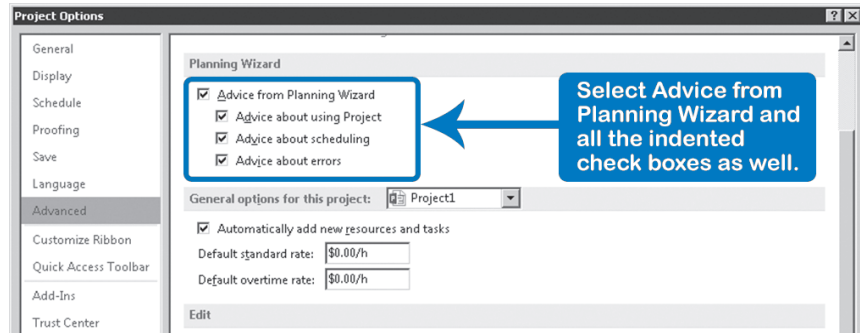 Project Options
General
Display
Schedule
Proofing
Save
Language
Advanced
Customize Ribbon
Quick Access Toolbar
Add-Ins
Trust Center
Planning Wizard
Advice from Planning Wizard
Advice about using Project
Advice about scheduling
Advice about errors
Select Advice from
Planning Wizard and
all the indented
check boxes as well.
General options for this project: Project1
Automatically add new resources and tasks
Default standard rate: $0.00/h
Default overtime rate: $0.00/h
Edit